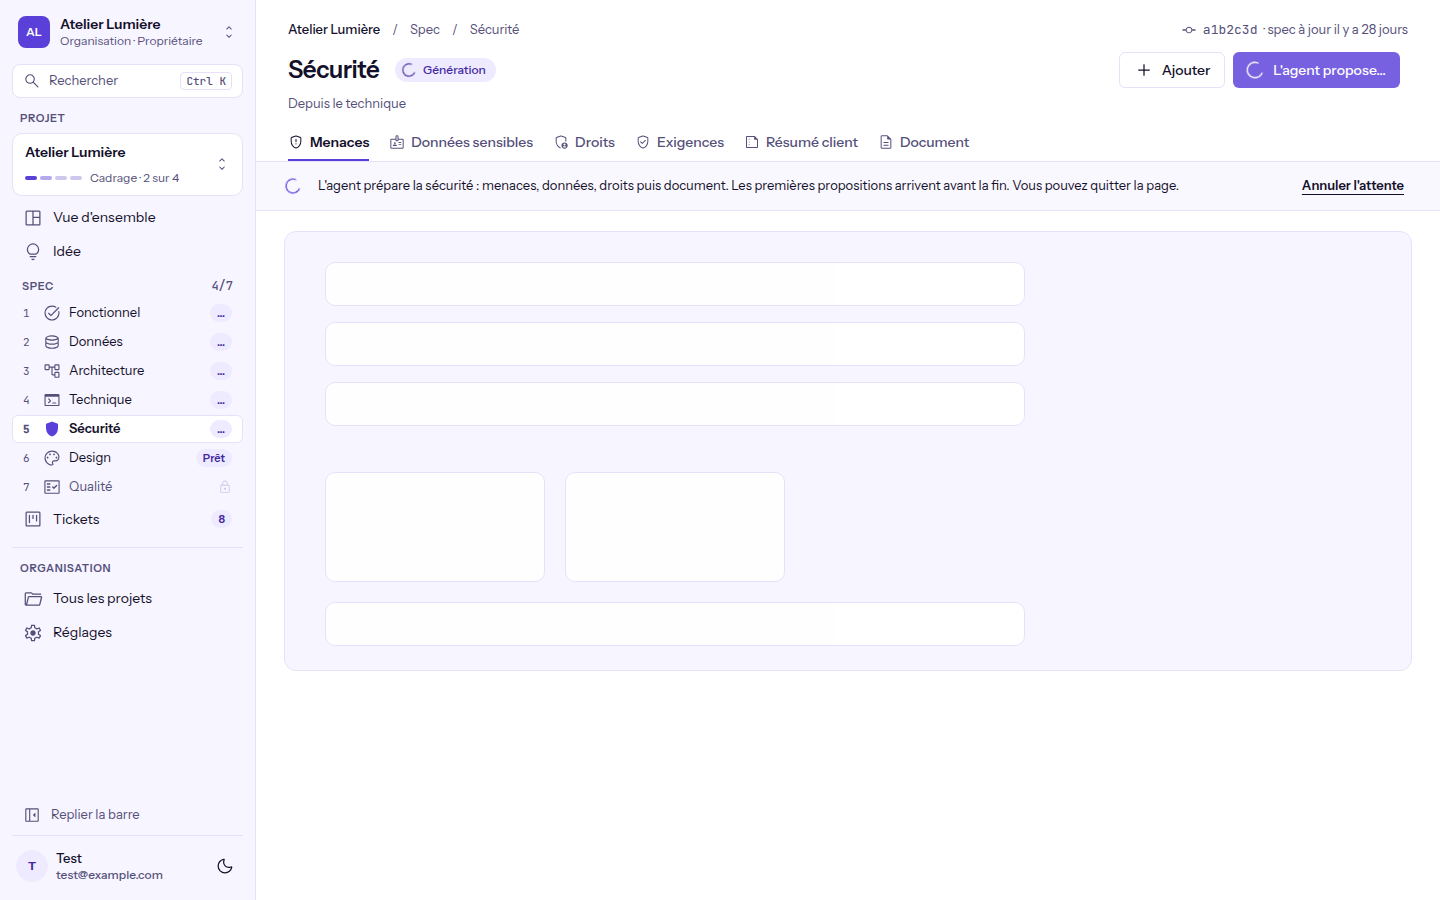 AL
Atelier Lumière
Organisation · Propriétaire
Rechercher
Ctrl K
PROJET
Atelier Lumière
Cadrage · 2 sur 4
Vue d'ensemble
Idée
SPEC 4/7
1 Fonctionnel ...
2 Données ...
3 Architecture ...
4 Technique ...
5 Sécurité ...
6 Design Prêt
7 Qualité
Tickets 8
ORGANISATION
Tous les projets
Réglages
Replier la barre
T
Test
test@example.com
Atelier Lumière / Spec / Sécurité
a1b2c3d · spec à jour il y a 28 jours
Sécurité
Génération
Ajouter
L'agent propose...
Depuis le technique
Menaces
Données sensibles
Droits
Exigences
Résumé client
Document
L'agent prépare la sécurité : menaces, données, droits puis document. Les premières propositions arrivent avant la fin. Vous pouvez quitter la page.
Annuler l'attente